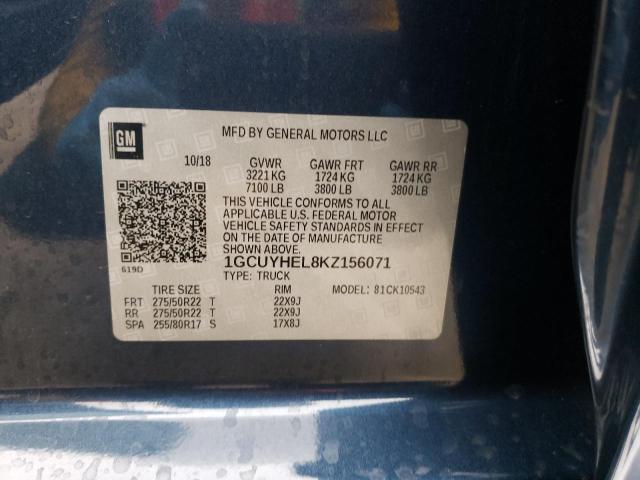 GM
MFD BY GENERAL MOTORS LLC
10/18 GVWR GAWR FRT GAWR RR
3221 KG 1724 KG 1724 KG
7100 LB 3800 LB 3800 LB
THIS VEHICLE CONFORMS TO ALL
APPLICABLE U.S. FEDERAL MOTOR
VEHICLE SAFETY STANDARDS IN EFFECT
ON THE DATE OF MANUFACTURE
SHOWN ABOVE.
1GCUYHEL8KZ156071
619D
TYPE: TRUCK
TIRE SIZE RIM MODEL: 81CK10543
FRT 275/50R22 T 22X9J
RR 275/50R22 T 22X9J
SPA 255/80R17 S 17X8J